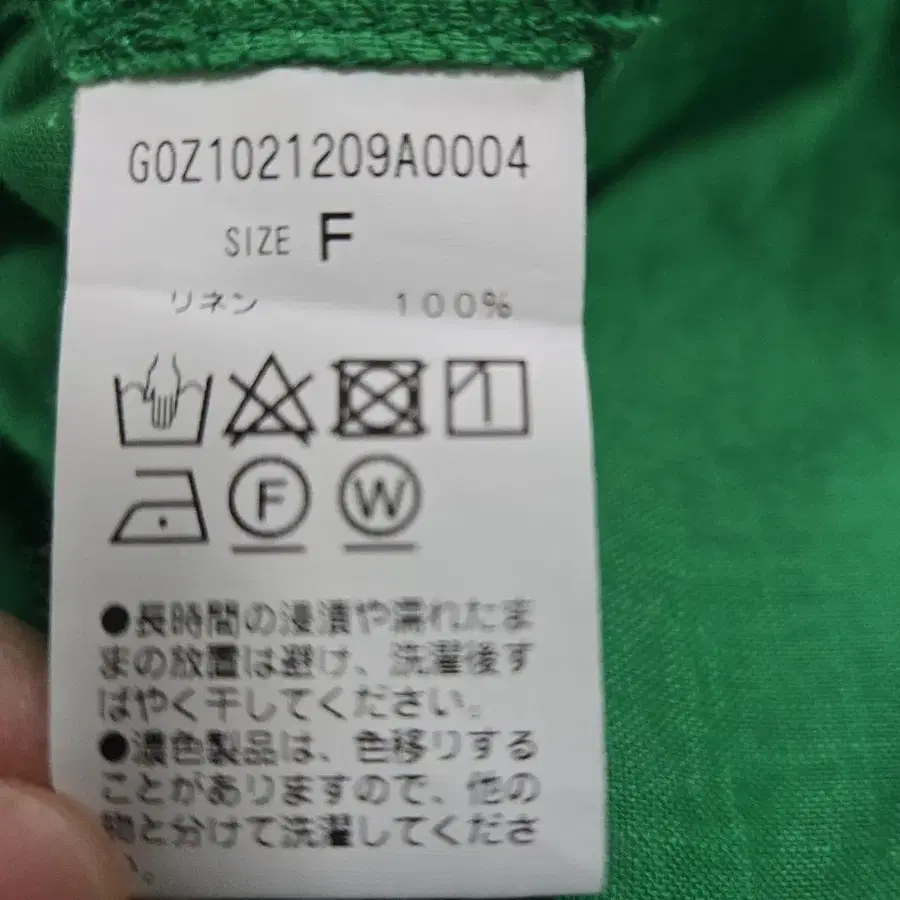 G0Z1021209A0004
SIZE F
リネン 100%
F W
●長時間の浸漬や濡れたま
まの放置は避け、洗濯後す
ばやく干してください。
●濃色製品は、色移りする
ことがありますので、他の
物と分けて洗濯してくださ
い。